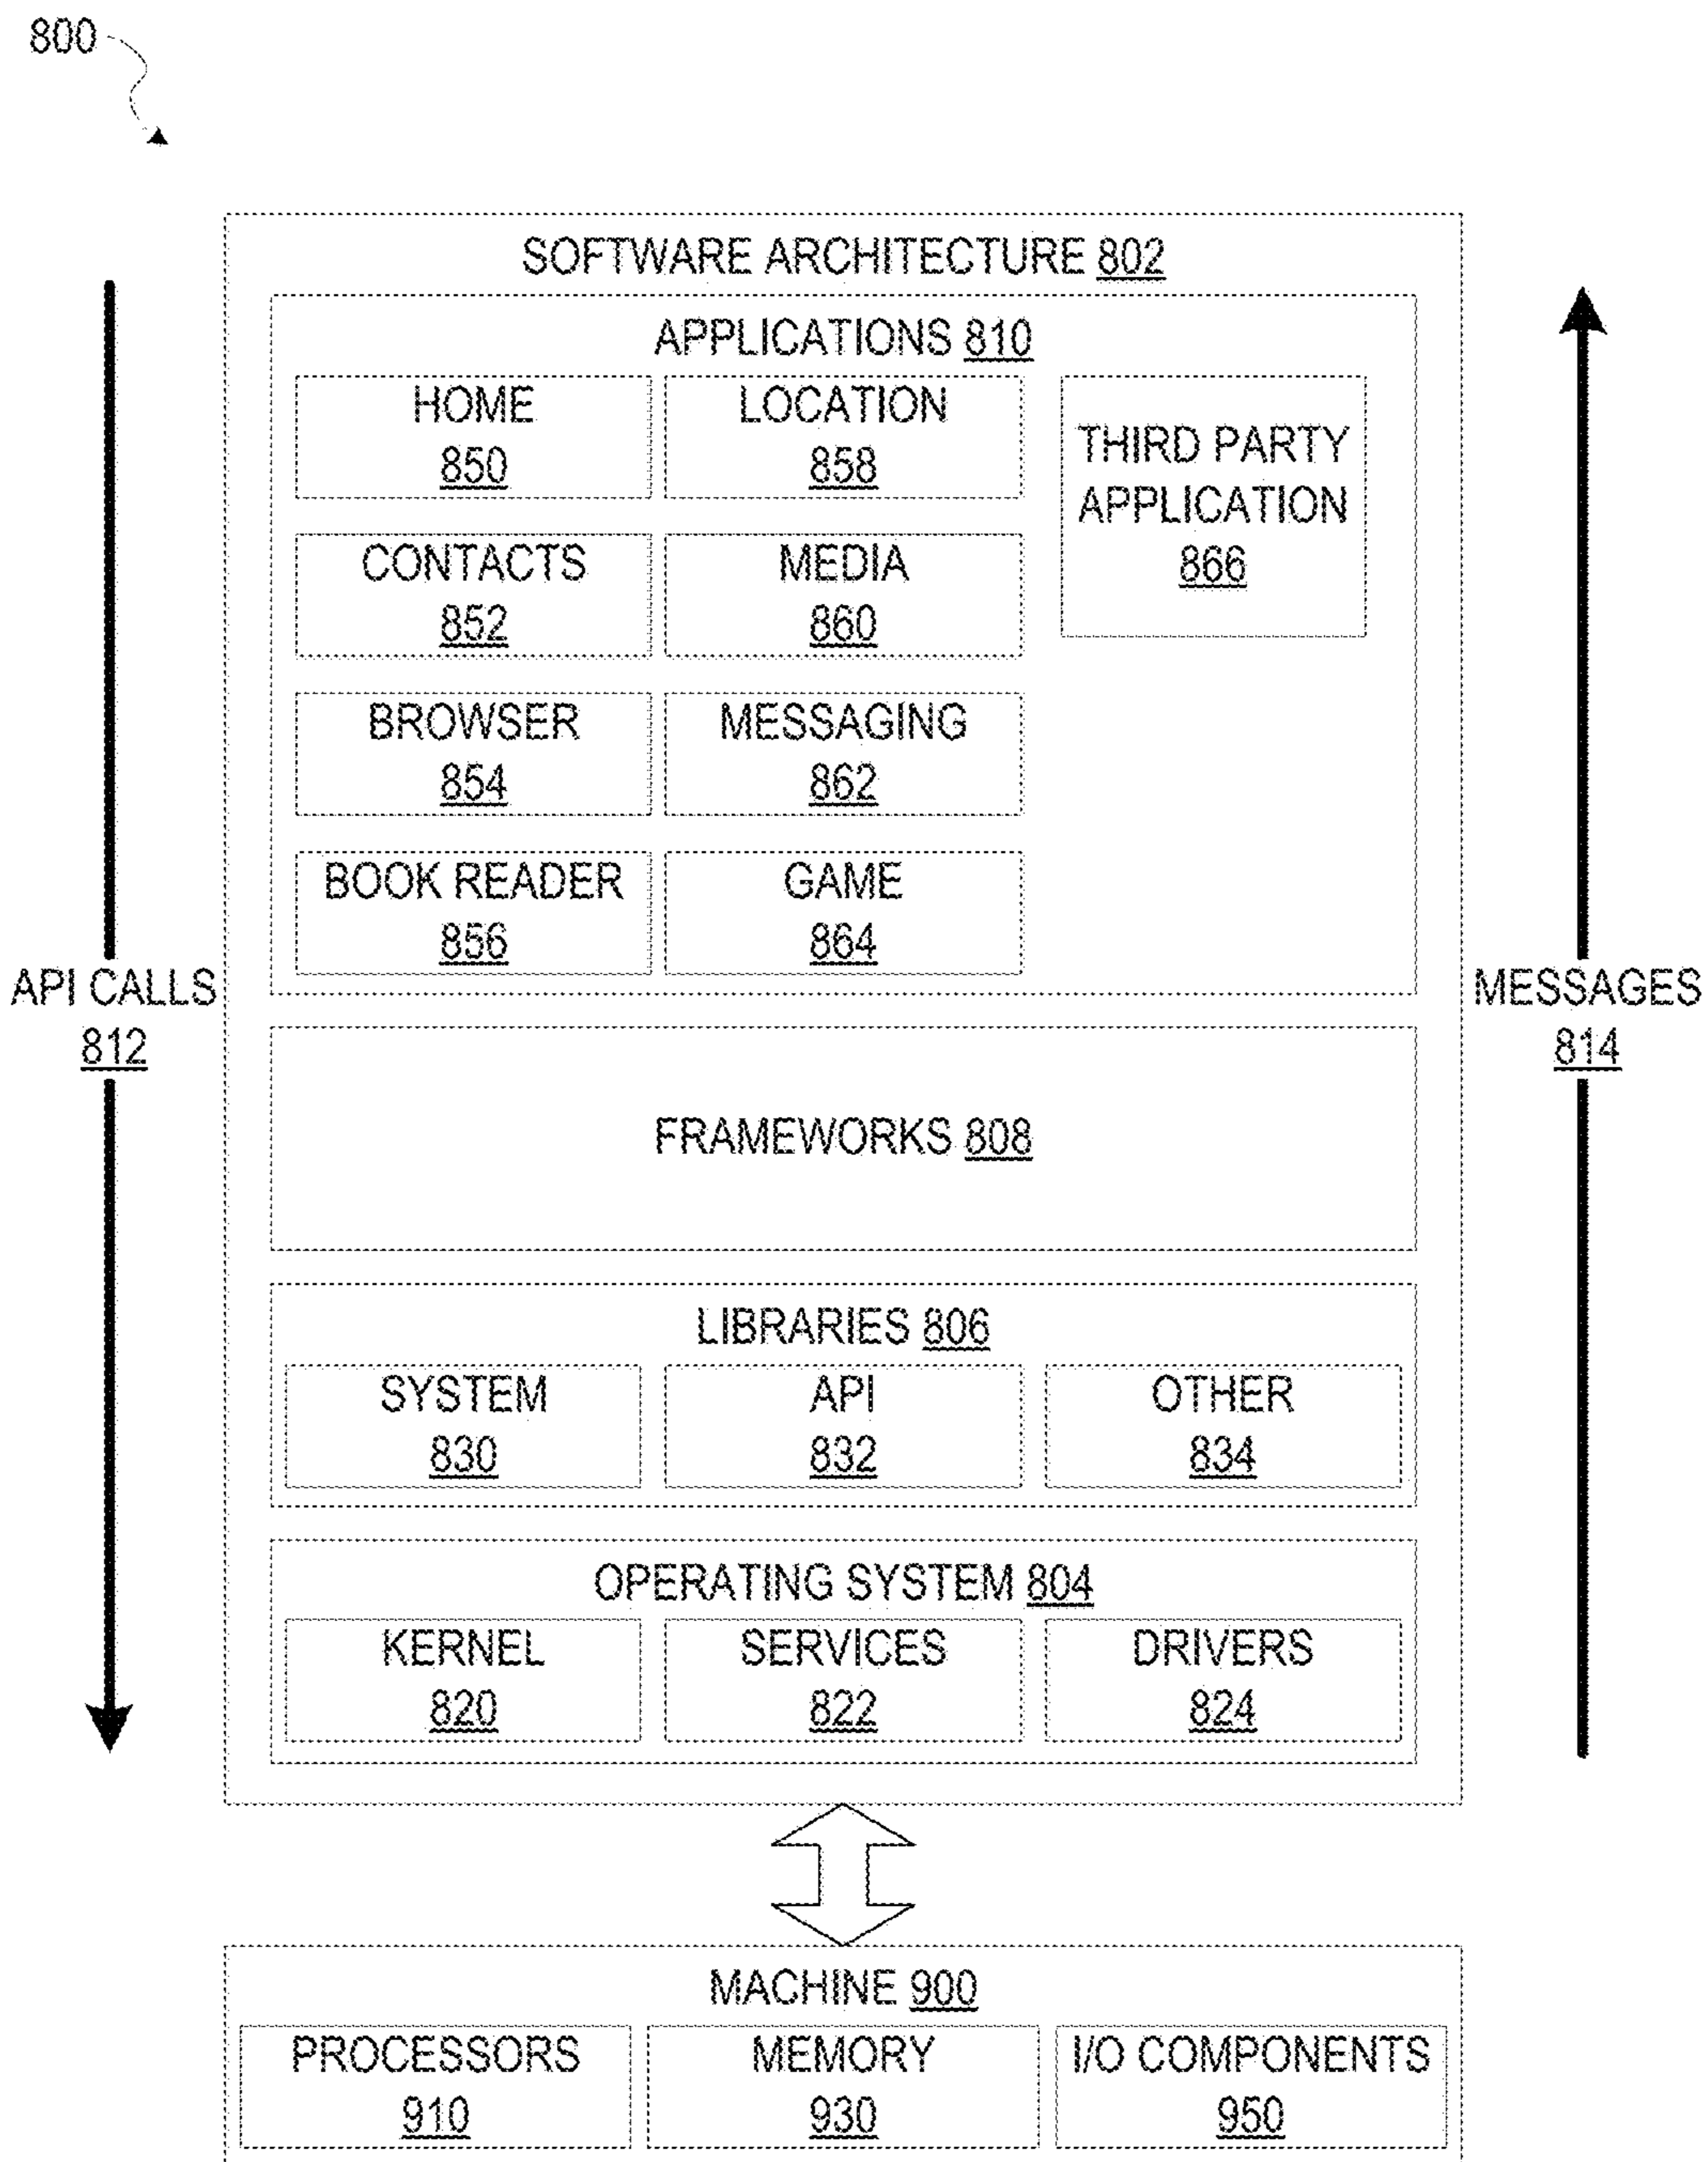 800
SOFTWARE ARCHITECTURE 802
APPLICATIONS 810
HOME
850
LOCATION
858
THIRD PARTY
APPLICATION
866
CONTACTS
852
MEDIA
860
BROWSER
854
MESSAGING
862
BOOK READER
856
GAME
864
API CALLS
812
MESSAGES
814
FRAMEWORKS 808
LIBRARIES 806
SYSTEM
830
API
832
OTHER
834
OPERATING SYSTEM 804
KERNEL
820
SERVICES
822
DRIVERS
824
MACHINE 900
PROCESSORS
910
MEMORY
930
I/O COMPONENTS
950